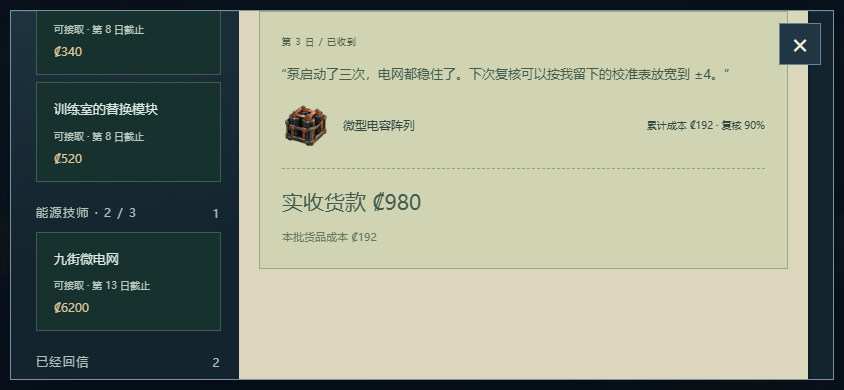 可接取 · 第 8 日截止
₡340
训练室的替换模块
可接取 · 第 8 日截止
₡520
能源技师 · 2 / 3
1
九街微电网
可接取 · 第 13 日截止
₡6200
已经回信
2
第 3 日 / 已收到
“泵启动了三次，电网都稳住了。下次复核可以按我留下的校准表放宽到 ±4。”
微型电容阵列
累计成本 ₡192 · 复核 90%
实收货款 ₡980
本批货品成本 ₡192
×